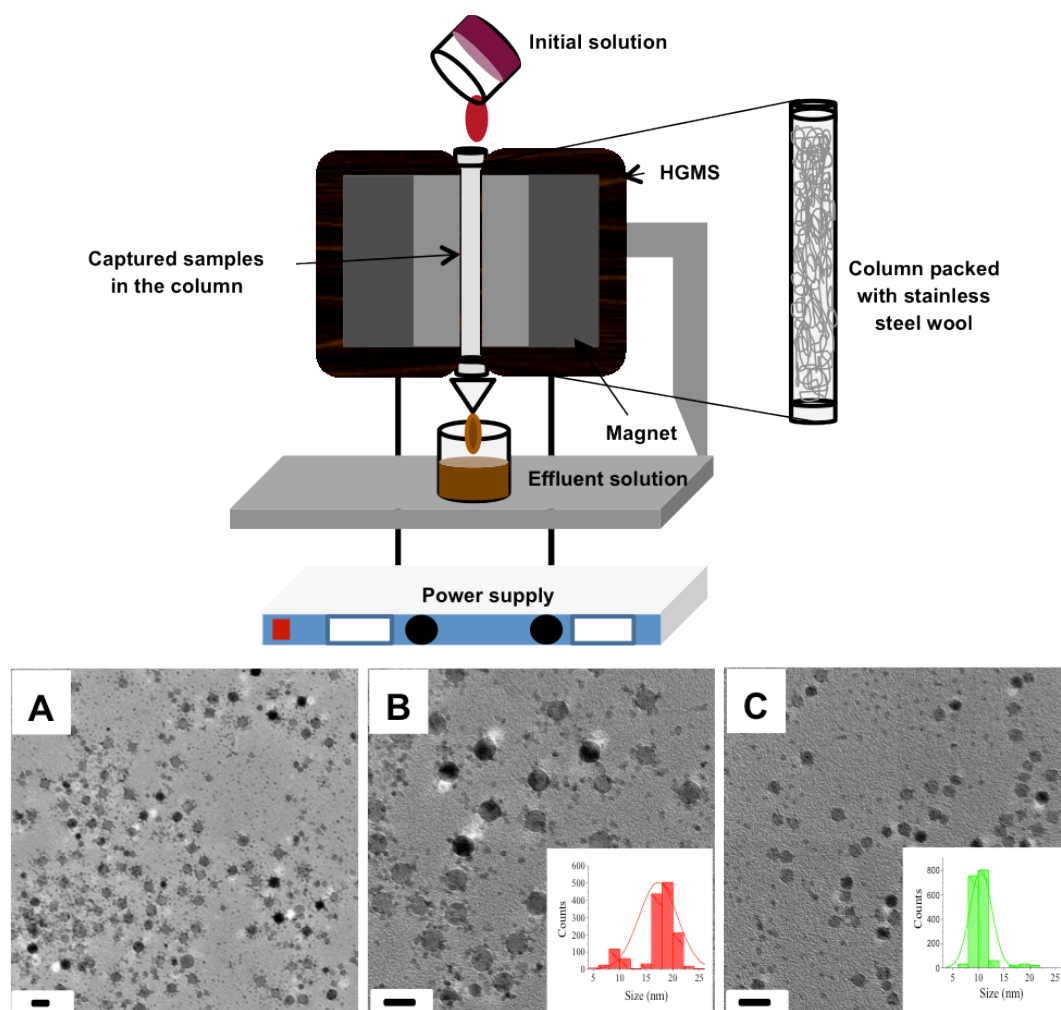 Initial solution
HGMS
Captured samples
in the column
Column packed
with stainless
steel wool
Magnet
Effluent solution
Power supply
A
B
C
600
500
400
300
200
100
0
Counts
5 10 15 20 25
Size (nm)
800
600
400
200
0
Counts
5 10 15 20 25
Size (nm)